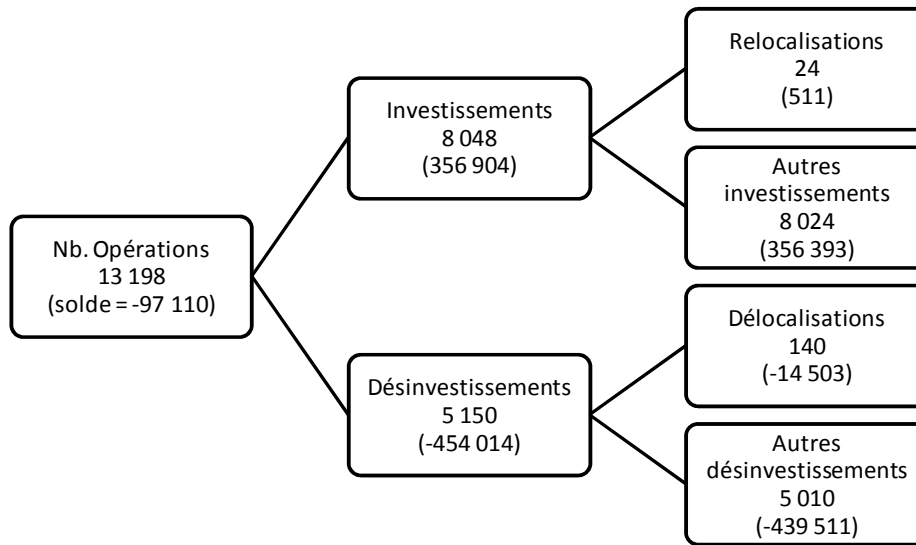 Nb. Opérations
13 198
(solde = -97 110)
Investissements
8 048
(356 904)
Désinvestissements
5 150
(-454 014)
Relocalisations
24
(511)
Autres
investissements
8 024
(356 393)
Délocalisations
140
(-14 503)
Autres
désinvestissements
5 010
(-439 511)